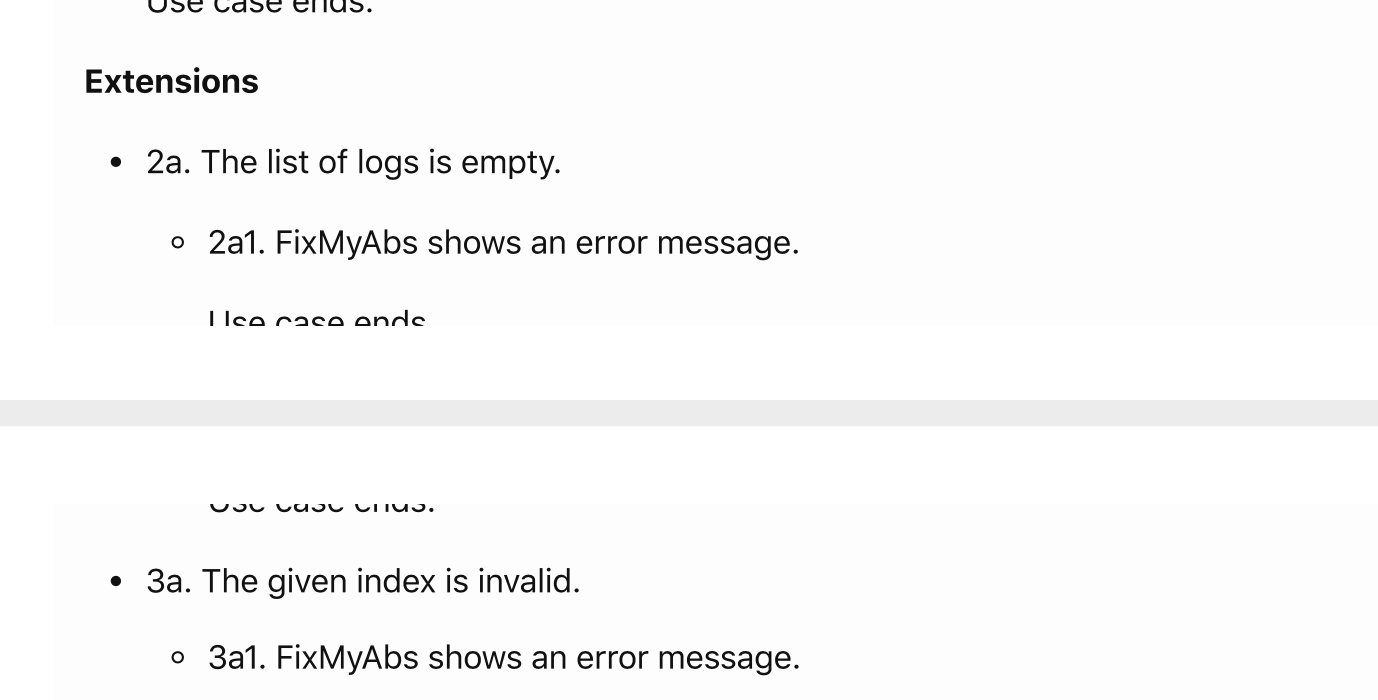 Use case ends.
Extensions
2a. The list of logs is empty.
2a1. FixMyAbs shows an error message.
Use case ends.
Use case ends.
3a. The given index is invalid.
3a1. FixMyAbs shows an error message.